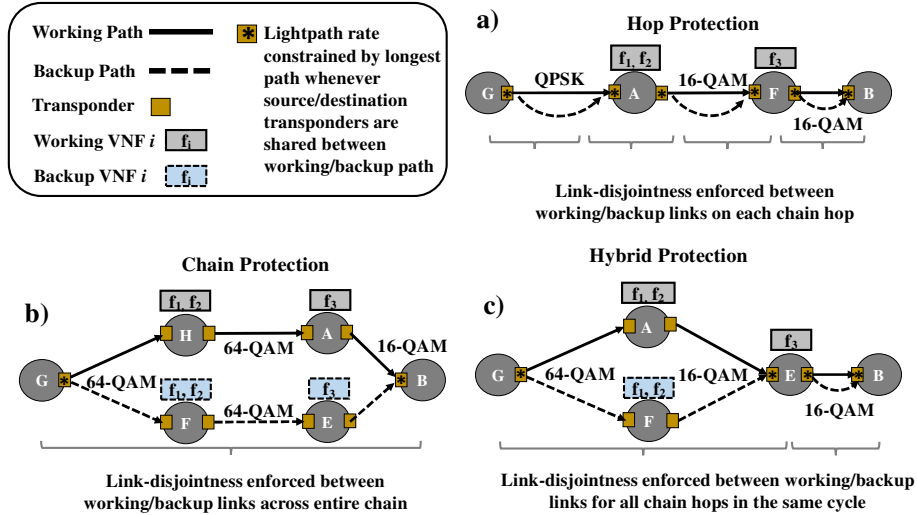 Working Path
Backup Path
Transponder
Working VNF i
f_i
Backup VNF i
f_i
* Lightpath rate
constrained by longest
path whenever
source/destination
transponders are
shared between
working/backup path
a)
Hop Protection
f1, f2
f3
QPSK
16-QAM
G
A
F
B
16-QAM
Link-disjointness enforced between
working/backup links on each chain hop
Chain Protection
b)
f1, f2
f3
H
A
64-QAM
16-QAM
G
64-QAM
B
f1, f2
f3
64-QAM
F
E
Link-disjointness enforced between
working/backup links across entire chain
Hybrid Protection
c)
f1, f2
A
f3
G
64-QAM
16-QAM
E
B
f1, f2
16-QAM
F
Link-disjointness enforced between working/backup
links for all chain hops in the same cycle